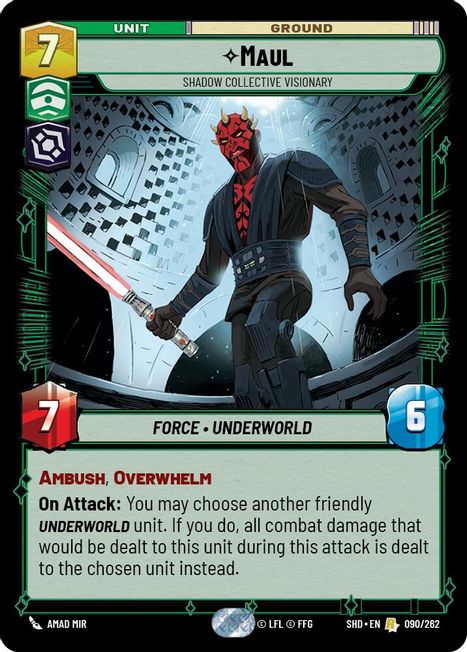 7
UNIT
GROUND
MAUL
SHADOW COLLECTIVE VISIONARY
7
FORCE • UNDERWORLD
6
AMBUSH, OVERWHELM
On Attack: You may choose another friendly
UNDERWORLD unit. If you do, all combat damage that
would be dealt to this unit during this attack is dealt
to the chosen unit instead.
AMAD MIR
© LFL © FFG
SHD • EN
R
090/262